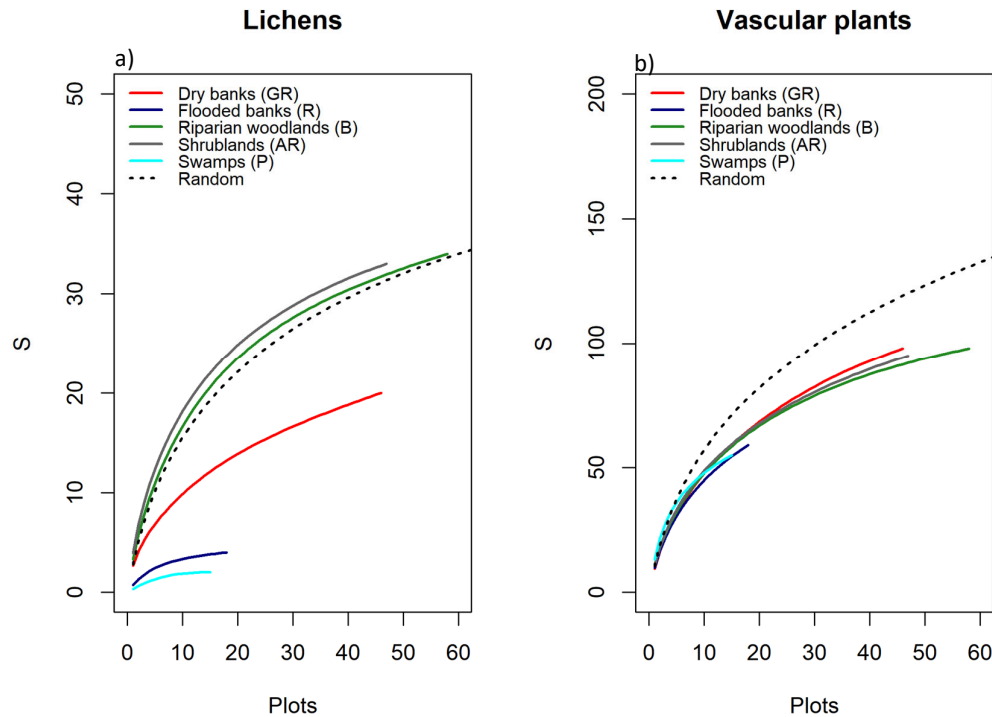 Lichens
a)
50
40
30
20
10
0
S
Dry banks (GR)
Flooded banks (R)
Riparian woodlands (B)
Shrublands (AR)
Swamps (P)
Random
0 10 20 30 40 50 60
Plots
Vascular plants
b)
200
150
100
50
0
S
Dry banks (GR)
Flooded banks (R)
Riparian woodlands (B)
Shrublands (AR)
Swamps (P)
Random
0 10 20 30 40 50 60
Plots